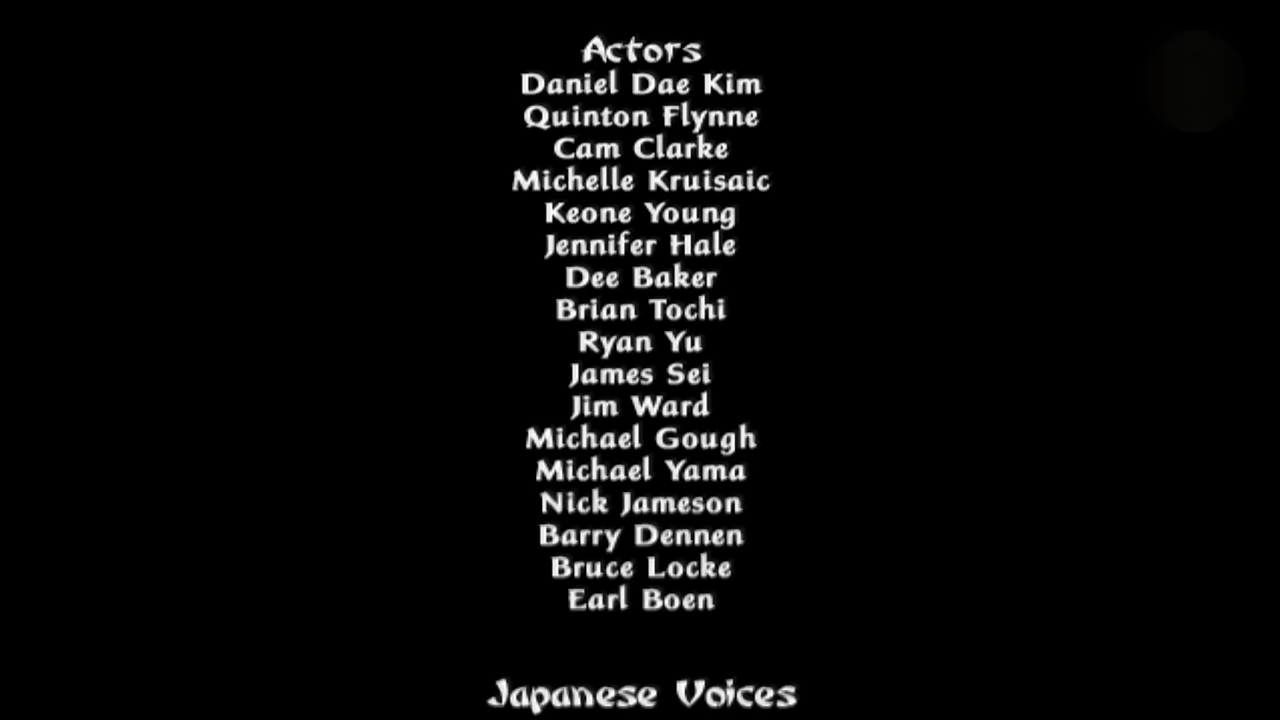 Actors
Daniel Dae Kim
Quinton Flynne
Cam Clarke
Michelle Kruisaic
Keone Young
Jennifer Hale
Dee Baker
Brian Tochi
Ryan Yu
James Sei
Jim Ward
Michael Gough
Michael Yama
Nick Jameson
Barry Dennen
Bruce Locke
Earl Boen
Japanese Voices